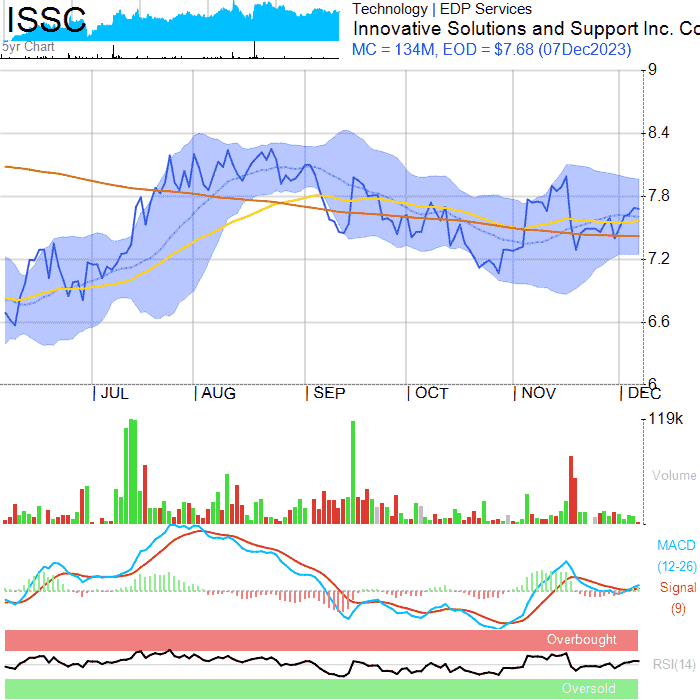 ISSC
5yr Chart
Technology | EDP Services
Innovative Solutions and Support Inc. Co
MC = 134M, EOD = $7.68 (07Dec2023)
9
8.4
7.8
7.2
6.6
6
| JUL | AUG | SEP | OCT | NOV | DEC
119k
Volume
MACD
(12-26)
Signal
(9)
Overbought
RSI(14)
Oversold